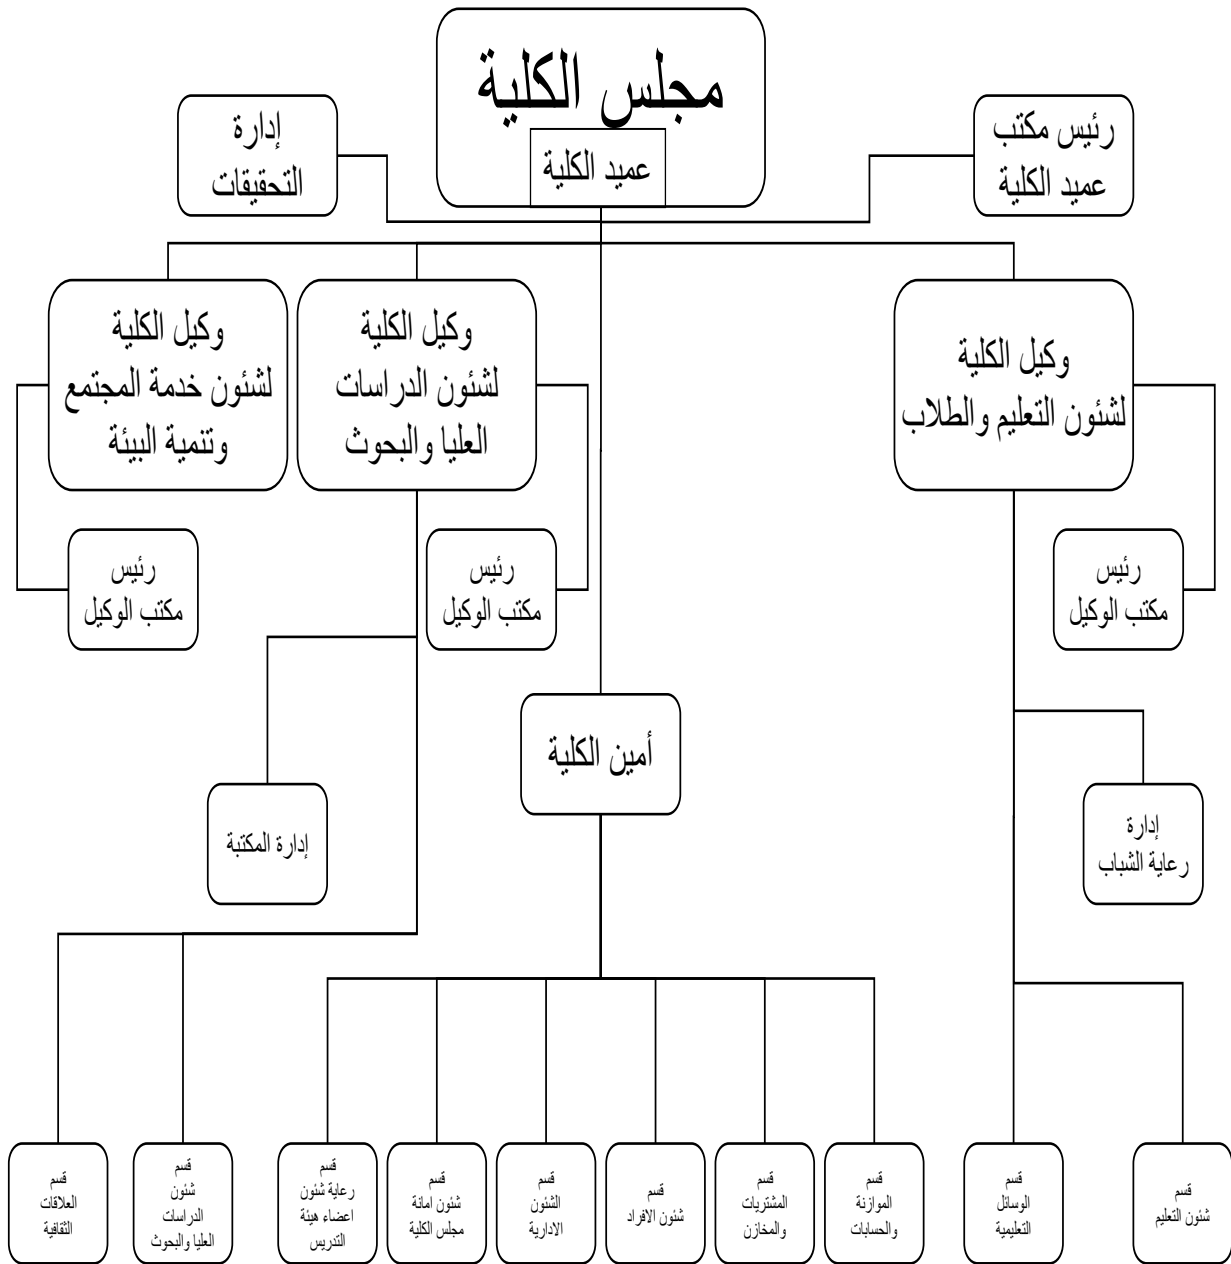 مجلس الكلية
عميد الكلية
رئيس مكتب
عميد الكلية
إدارة
التحقيقات
وكيل الكلية
لشئون التعليم والطلاب
وكيل الكلية
لشئون الدراسات
العليا والبحوث
وكيل الكلية
لشئون خدمة المجتمع
وتنمية البيئة
رئيس
مكتب الوكيل
رئيس
مكتب الوكيل
رئيس
مكتب الوكيل
أمين الكلية
إدارة
رعاية الشباب
إدارة المكتبة
قسم
شئون التعليم
قسم
الوسائل
التعليمية
قسم
الموازنة
والحسابات
قسم
المشتريات
والمخازن
قسم
شئون الافراد
قسم
الشئون
الادارية
قسم
شئون امانة
مجلس الكلية
قسم
رعاية شئون
اعضاء هيئة
التدريس
قسم
شئون
الدراسات
العليا والبحوث
قسم
العلاقات
الثقافية